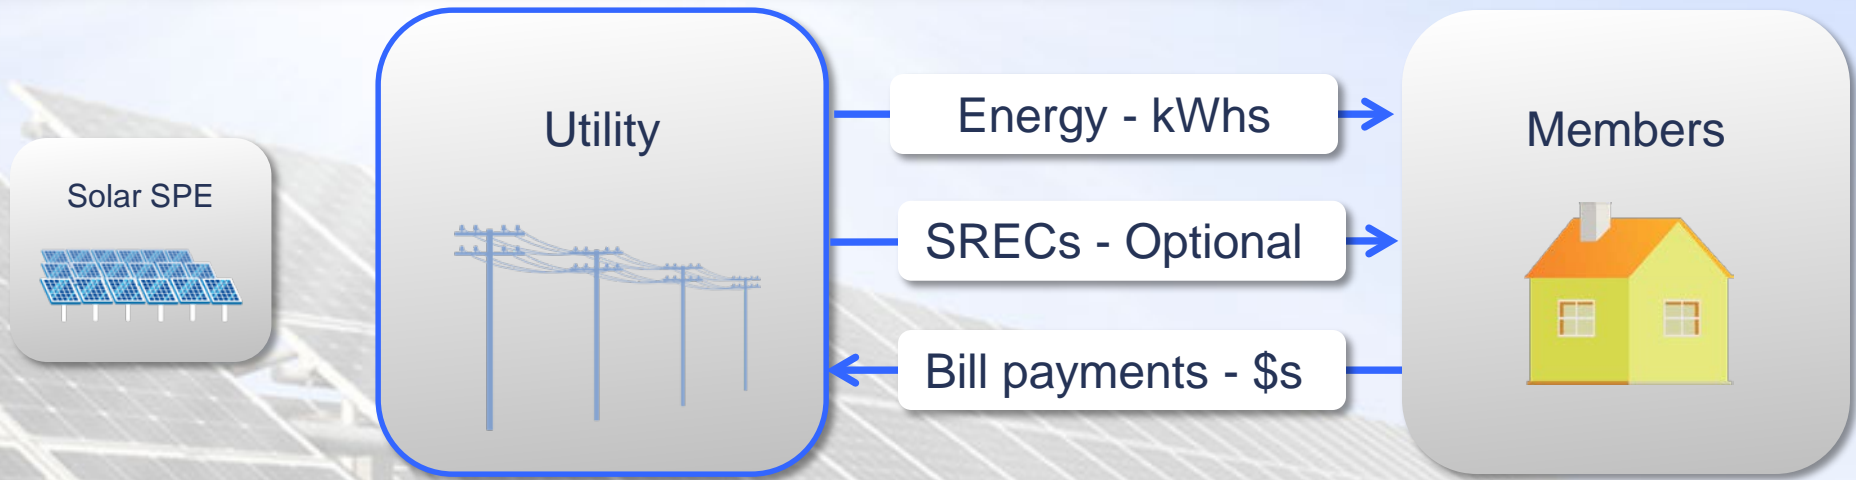 Solar SPE
Utility
Energy - kWhs
SRECs - Optional
Bill payments - $s
Members